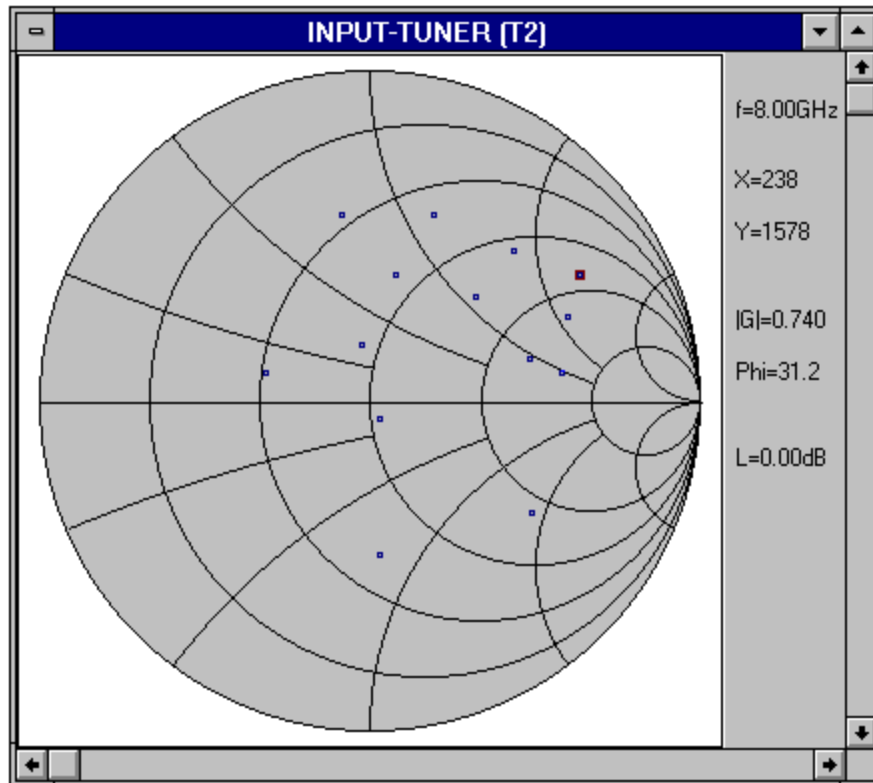 INPUT-TUNER (T2)
f=8.00GHz
X=238
Y=1578
|G|=0.740
Phi=31.2
L=0.00dB